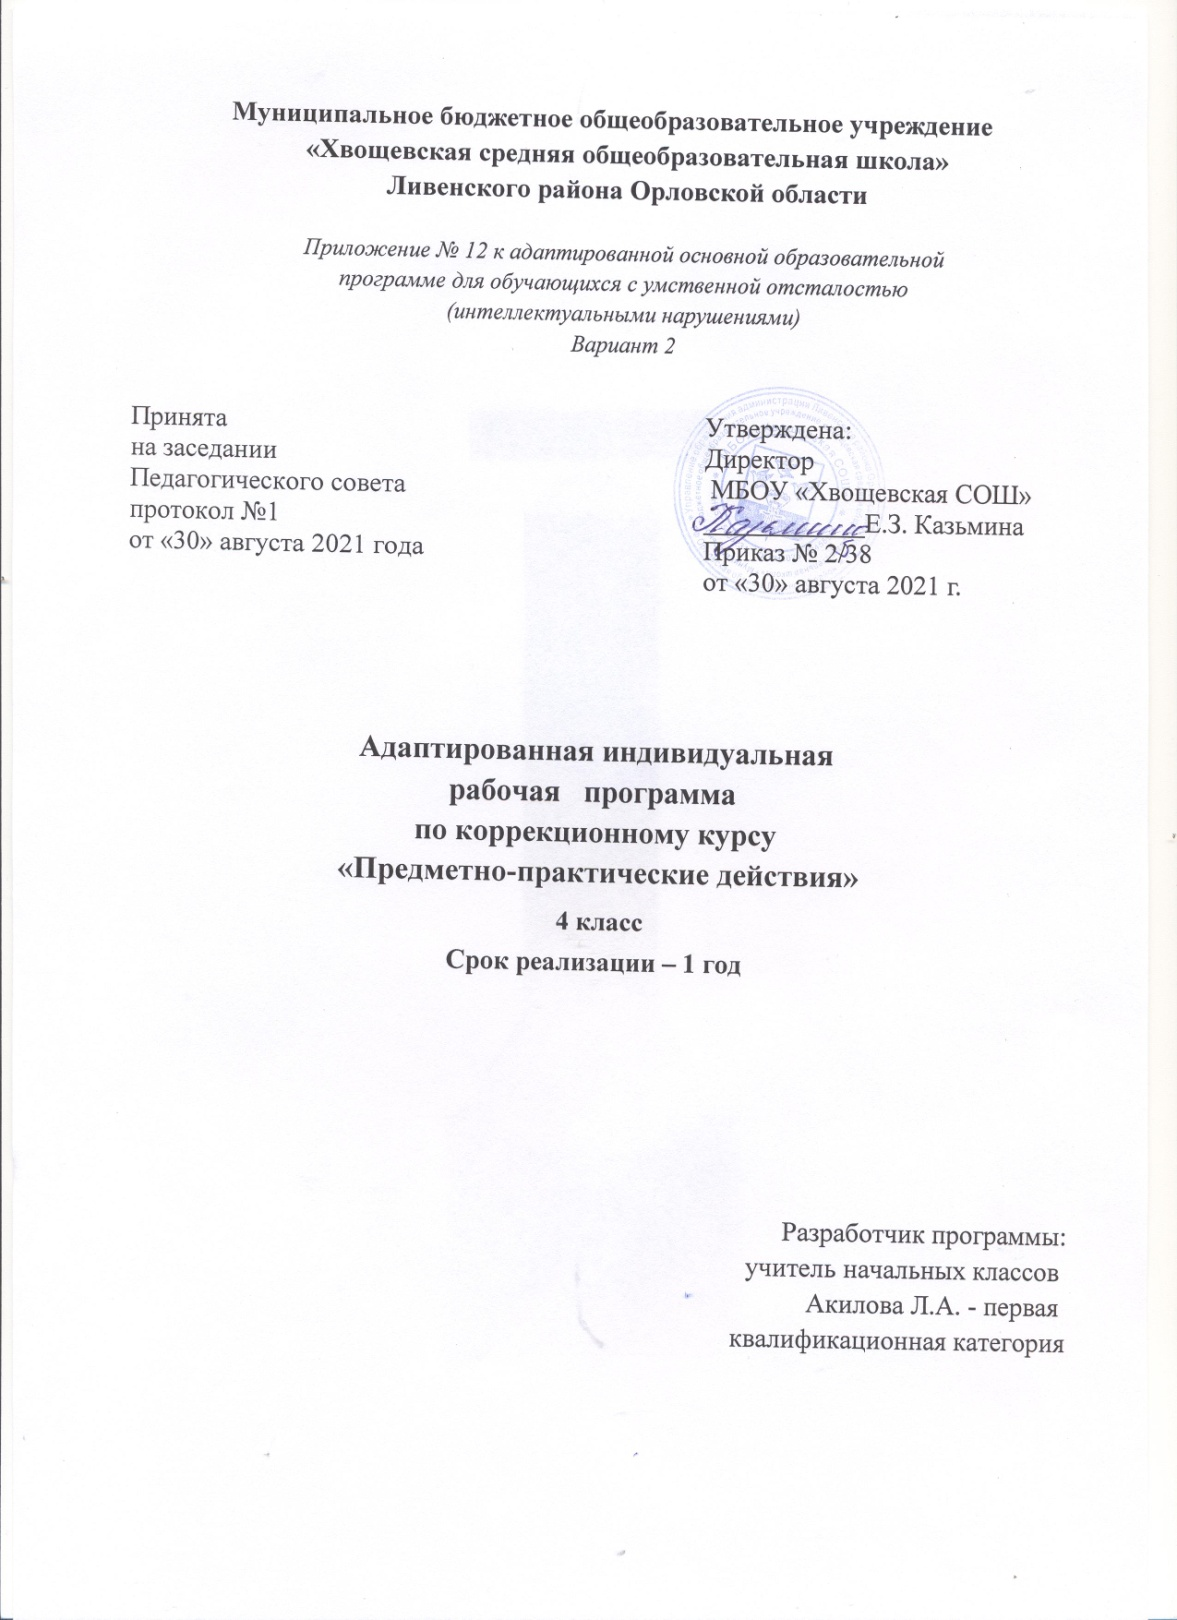 Муниципальное бюджетное общеобразовательное учреждение
«Хвощевская средняя общеобразовательная школа»
Ливенского района Орловской области
Приложение № 12 к адаптированной основной образовательной
программе для обучающихся с умственной отсталостью
(интеллектуальными нарушениями)
Вариант 2
Принята
на заседании
Педагогического совета
протокол №1
от «30» августа 2021 года
Утверждена:
Директор
МБОУ «Хвощевская СОШ»
Е.З. Казьмина
Приказ № 2/38
от «30» августа 2021 г.
Адаптированная индивидуальная
рабочая программа
по коррекционному курсу
«Предметно-практические действия»
4 класс
Срок реализации – 1 год
Разработчик программы:
учитель начальных классов
Акилова Л.А. - первая
квалификационная категория